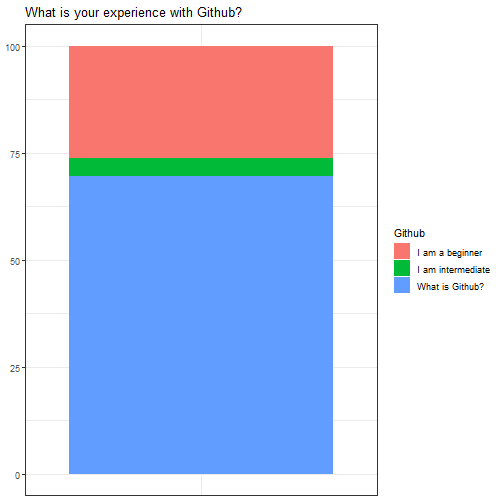 What is your experience with Github?
100
75
50
25
0
Github
I am a beginner
I am intermediate
What is Github?